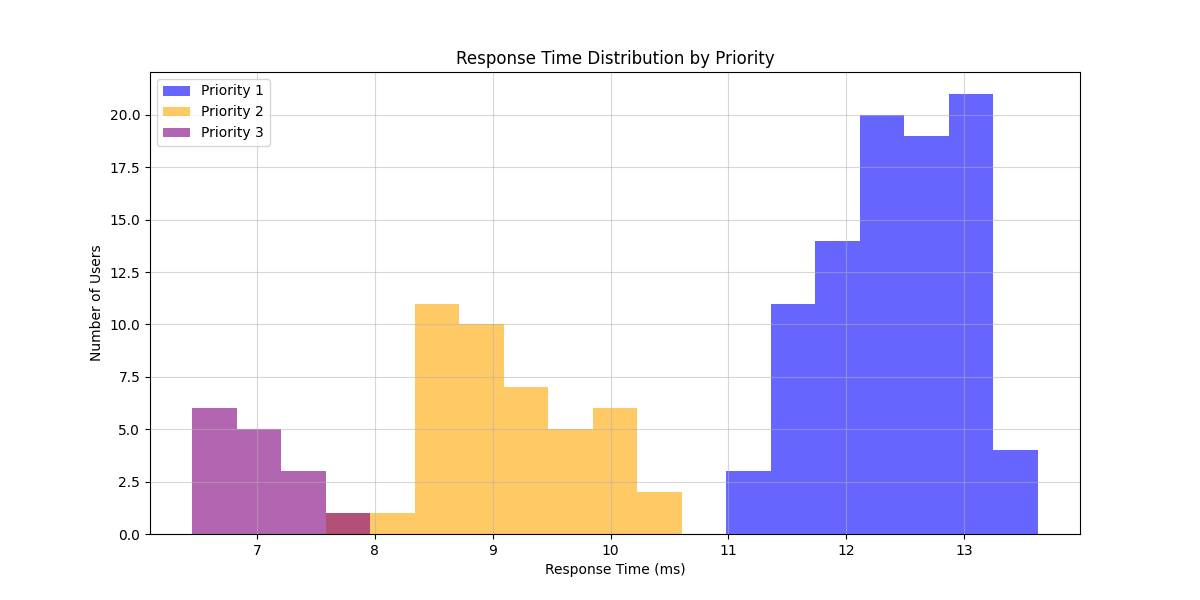 Response Time Distribution by Priority
Priority 1
Priority 2
Priority 3
20.0
17.5
15.0
12.5
10.0
7.5
5.0
2.5
0.0
Number of Users
7 8 9 10 11 12 13
Response Time (ms)